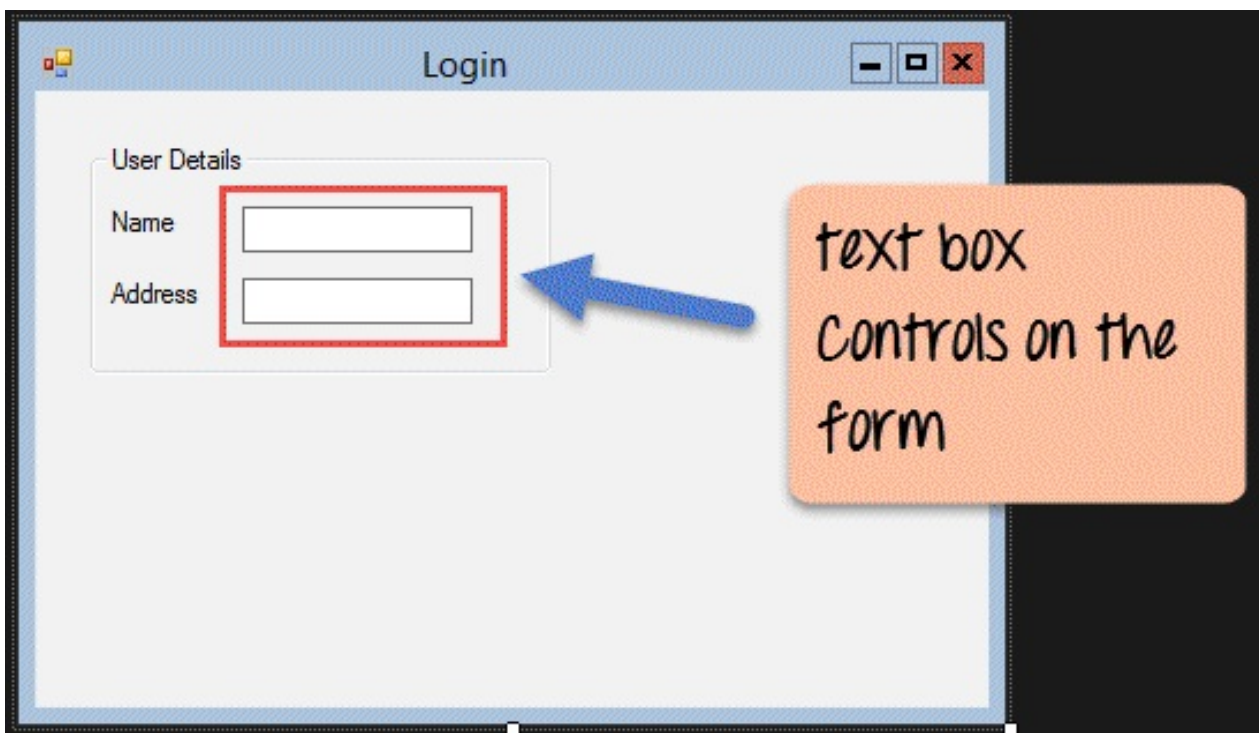 Login
User Details
Name
Address
text box
Controls on the
form